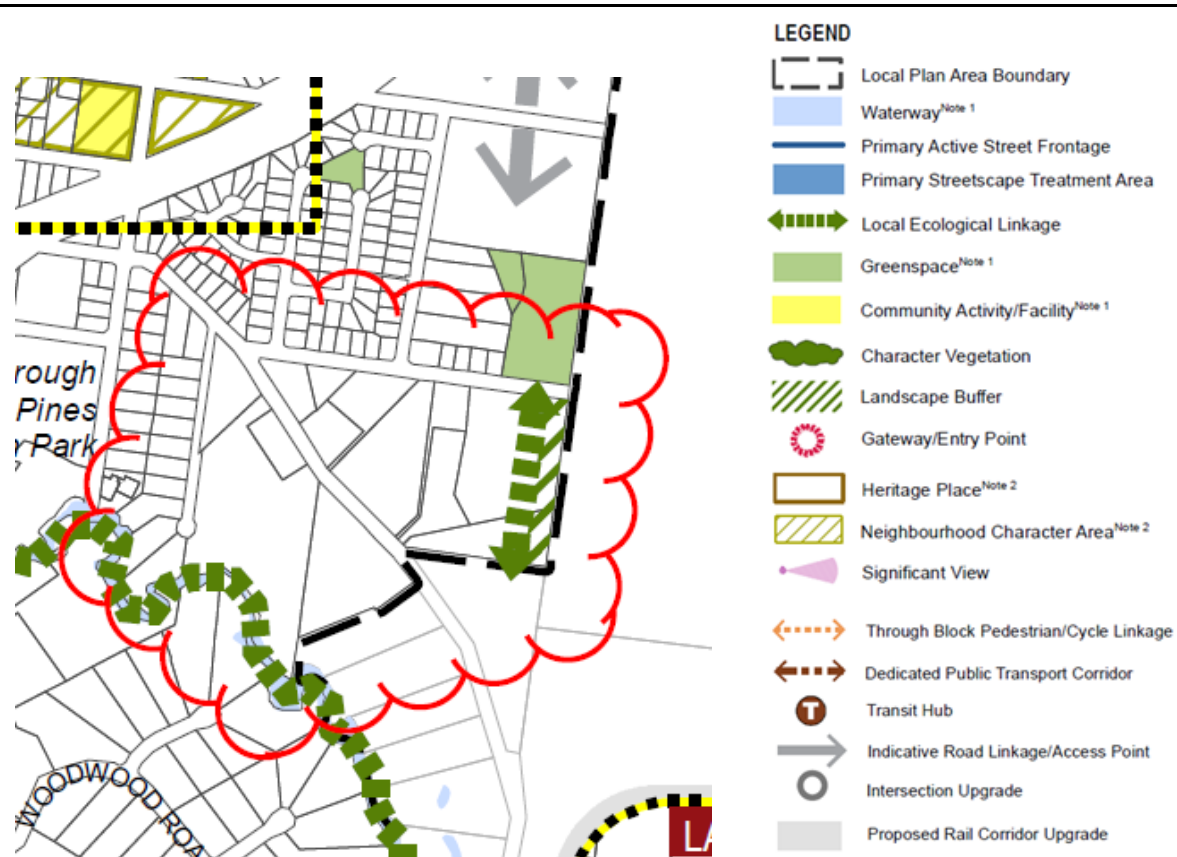 rough
Pines
Park
WOODWOOD ROA
LA
LEGEND
Local Plan Area Boundary
Waterway Note 1
Primary Active Street Frontage
Primary Streetscape Treatment Area
Local Ecological Linkage
Greenspace Note 1
Community Activity/Facility Note 1
Character Vegetation
Landscape Buffer
Gateway/Entry Point
Heritage Place Note 2
Neighbourhood Character Area Note 2
Significant View
Through Block Pedestrian/Cycle Linkage
Dedicated Public Transport Corridor
T
Transit Hub
Indicative Road Linkage/Access Point
Intersection Upgrade
Proposed Rail Corridor Upgrade